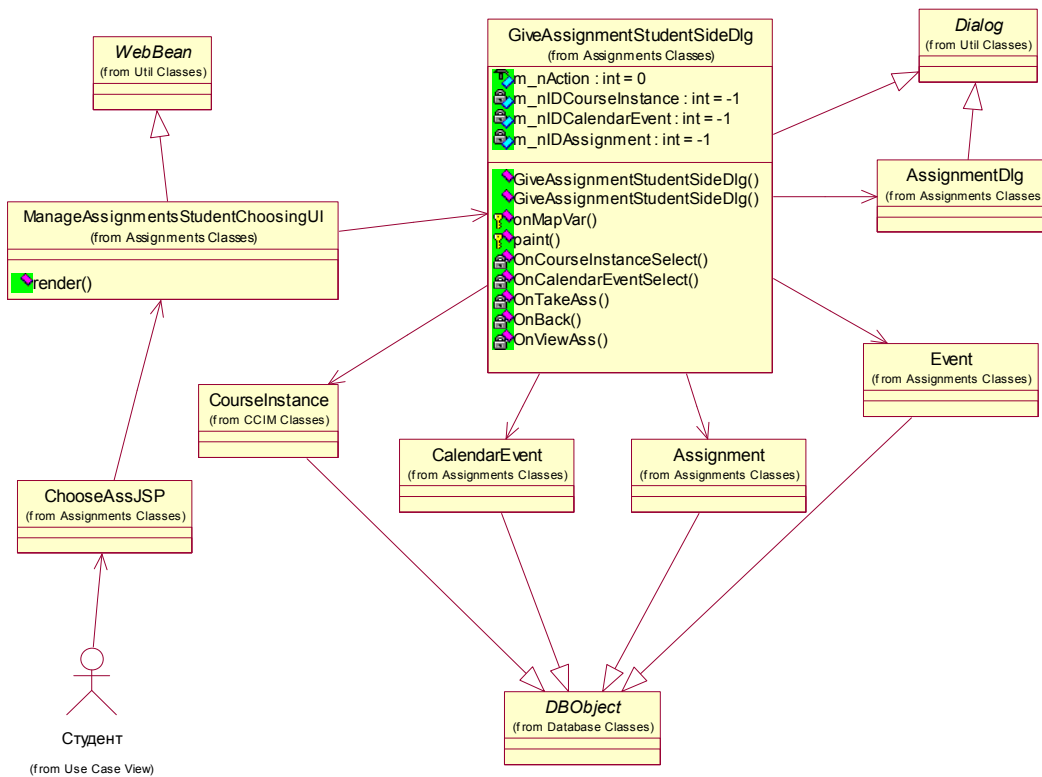 WebBean
(from Util Classes)
GiveAssignmentStudentSideDlg
(from Assignments Classes)
m_nAction : int = 0
m_nIDCourseInstance : int = -1
m_nIDCalendarEvent : int = -1
m_nIDAssignment : int = -1
GiveAssignmentStudentSideDlg()
GiveAssignmentStudentSideDlg()
onMapVar()
paint()
OnCourseInstanceSelect()
OnCalendarEventSelect()
OnTakeAss()
OnBack()
OnViewAss()
Dialog
(from Util Classes)
AssignmentDlg
(from Assignments Classes)
ManageAssignmentsStudentChoosingUI
(from Assignments Classes)
render()
Event
(from Assignments Classes)
CourseInstance
(from CCIM Classes)
CalendarEvent
(from Assignments Classes)
Assignment
(from Assignments Classes)
ChooseAssJSP
(from Assignments Classes)
DBObject
(from Database Classes)
Студент
(from Use Case View)